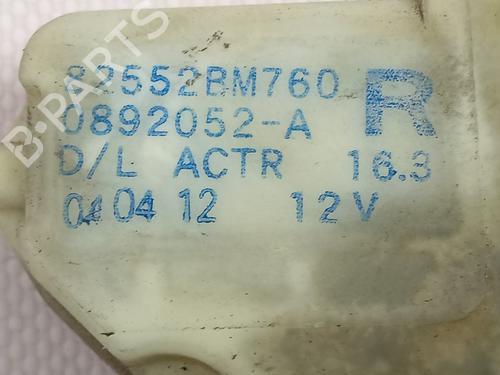 B-PARTS
82552BM760
0892052-A
R
D/L ACTR 16.3
04 04 12 12V